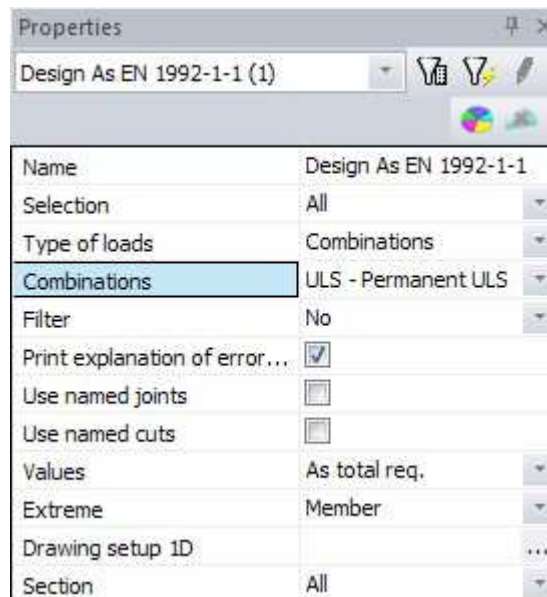 Properties
Design As EN 1992-1-1 (1)
Name Design As EN 1992-1-1
Selection All
Type of loads Combinations
Combinations ULS - Permanent ULS
Filter No
Print explanation of error...
Use named joints
Use named cuts
Values As total req.
Extreme Member
Drawing setup 1D ...
Section All